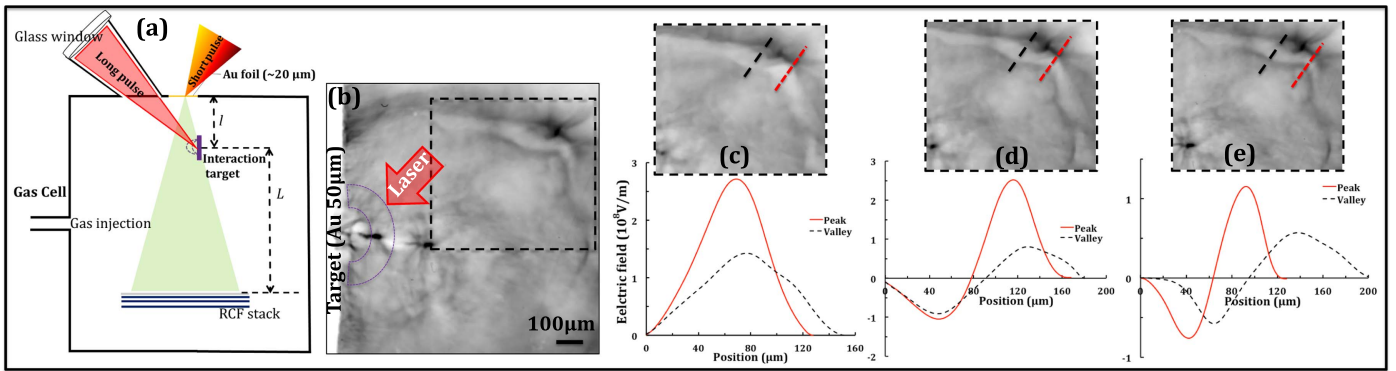 (a)
Glass window
Long pulse
Short pulse
Au foil (~20 µm)
l
Interaction
target
L
Gas Cell
Gas injection
RCF stack
(b)
Target (Au 50µm)
Laser
100µm
(c)
Eelectric field (10⁸V/m)
3
2
1
0
0 40 80 120 160
Position (µm)
Peak
Valley
(d)
3
2
1
0
-1
-2
0 40 80 120 160 200
Position (µm)
Peak
Valley
(e)
1
0
-1
0 40 80 120 160 200
Position (µm)
Peak
Valley